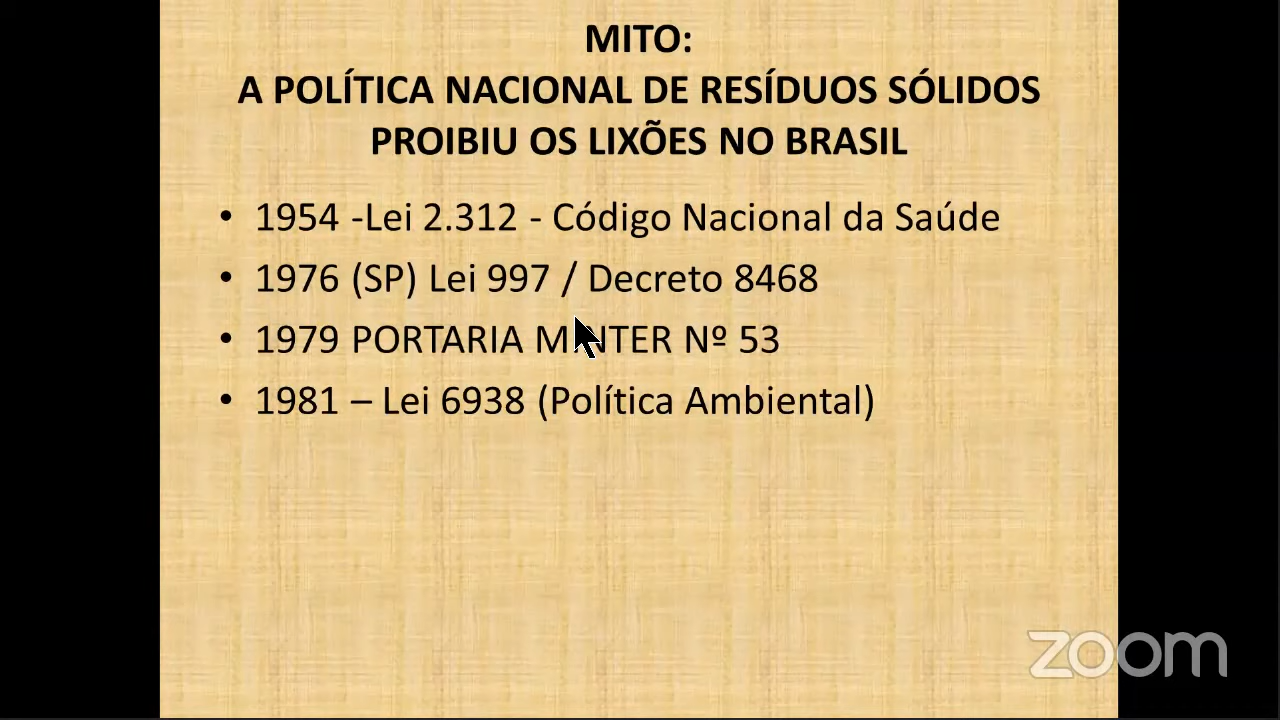 MITO:
A POLÍTICA NACIONAL DE RESÍDUOS SÓLIDOS
PROIBIU OS LIXÕES NO BRASIL
• 1954 -Lei 2.312 - Código Nacional da Saúde
• 1976 (SP) Lei 997 / Decreto 8468
• 1979 PORTARIA MINTER Nº 53
• 1981 – Lei 6938 (Política Ambiental)
zoom